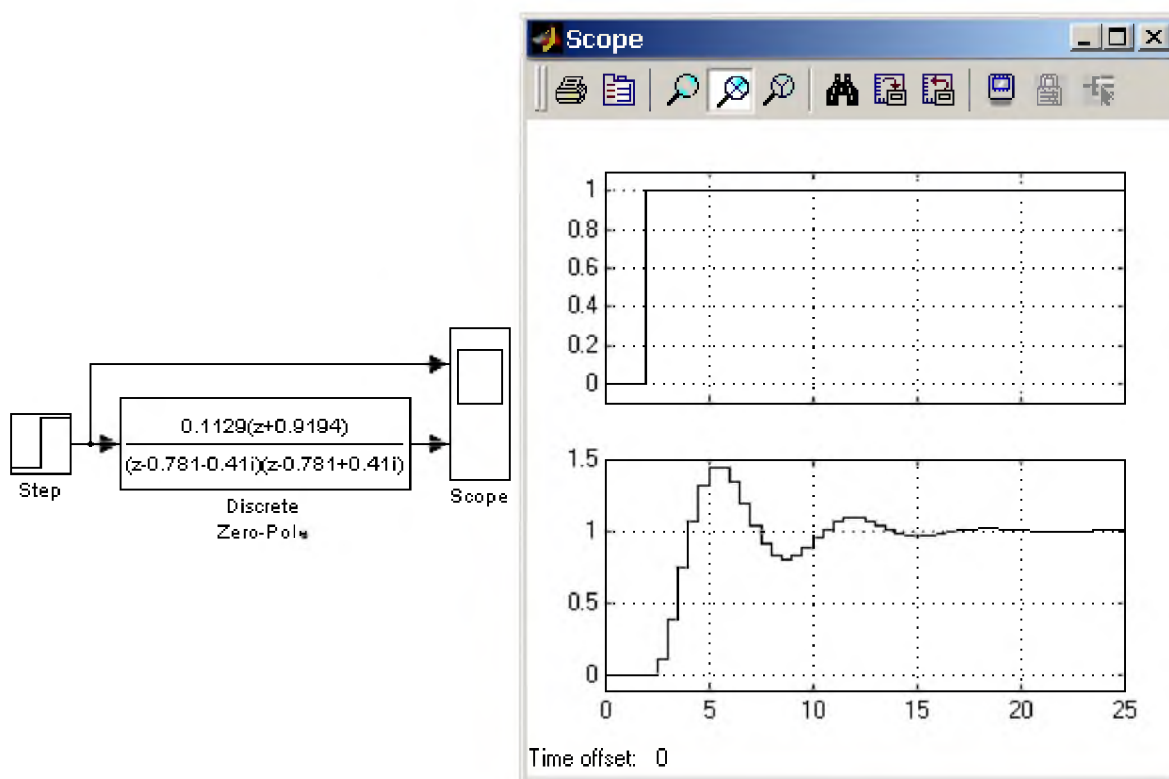 Scope
1
0.8
0.6
0.4
0.2
0
0.1129(z+0.9194)
(z-0.781-0.41i)(z-0.781+0.41i)
Step
Discrete
Zero-Pole
Scope
1.5
1
0.5
0
0 5 10 15 20 25
Time offset: 0